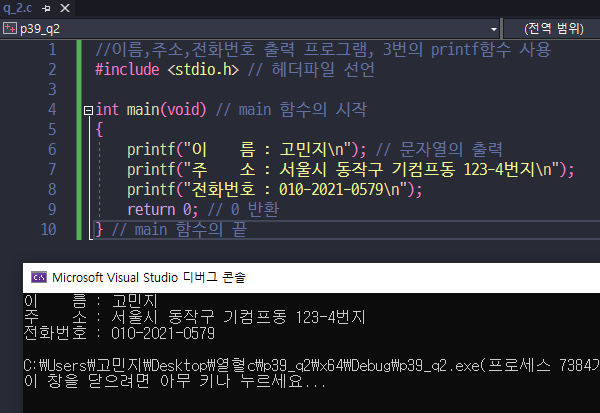 q_2.c
p39_q2
(전역 범위)
1 //이름,주소,전화번호 출력 프로그램, 3번의 printf함수 사용
2 #include <stdio.h> // 헤더파일 선언
3
4 int main(void) // main 함수의 시작
5 {
6 printf("이    름 : 고민지\n"); // 문자열의 출력
7 printf("주    소 : 서울시 동작구 기컴프동 123-4번지\n");
8 printf("전화번호 : 010-2021-0579\n");
9 return 0; // 0 반환
10 } // main 함수의 끝
Microsoft Visual Studio 디버그 콘솔
이    름 : 고민지
주    소 : 서울시 동작구 기컴프동 123-4번지
전화번호 : 010-2021-0579
C:₩Users₩고민지₩Desktop₩열혈c₩p39_q2₩x64₩Debug₩p39_q2.exe(프로세스 7384개
이 창을 닫으려면 아무 키나 누르세요...